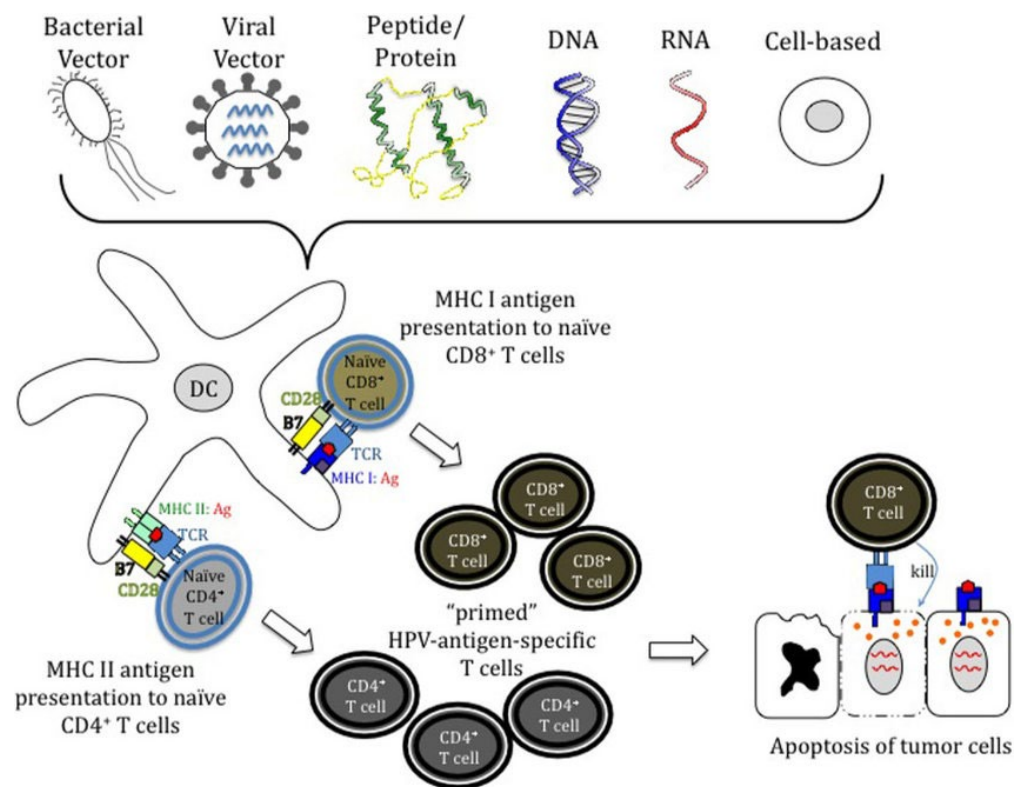 Bacterial
Vector
Viral
Vector
Peptide/
Protein
DNA
RNA
Cell-based
MHC I antigen
presentation to naïve
CD8⁺ T cells
DC
Naïve
CD8⁺
T cell
CD28
B7
TCR
MHC I: Ag
MHC II: Ag
TCR
B7
CD28
Naïve
CD4⁺
T cell
MHC II antigen
presentation to naïve
CD4⁺ T cells
CD8⁺
T cell
CD8⁺
T cell
CD8⁺
T cell
“primed”
HPV-antigen-specific
T cells
CD4⁺
T cell
CD4⁺
T cell
CD4⁺
T cell
CD8⁺
T cell
kill
Apoptosis of tumor cells